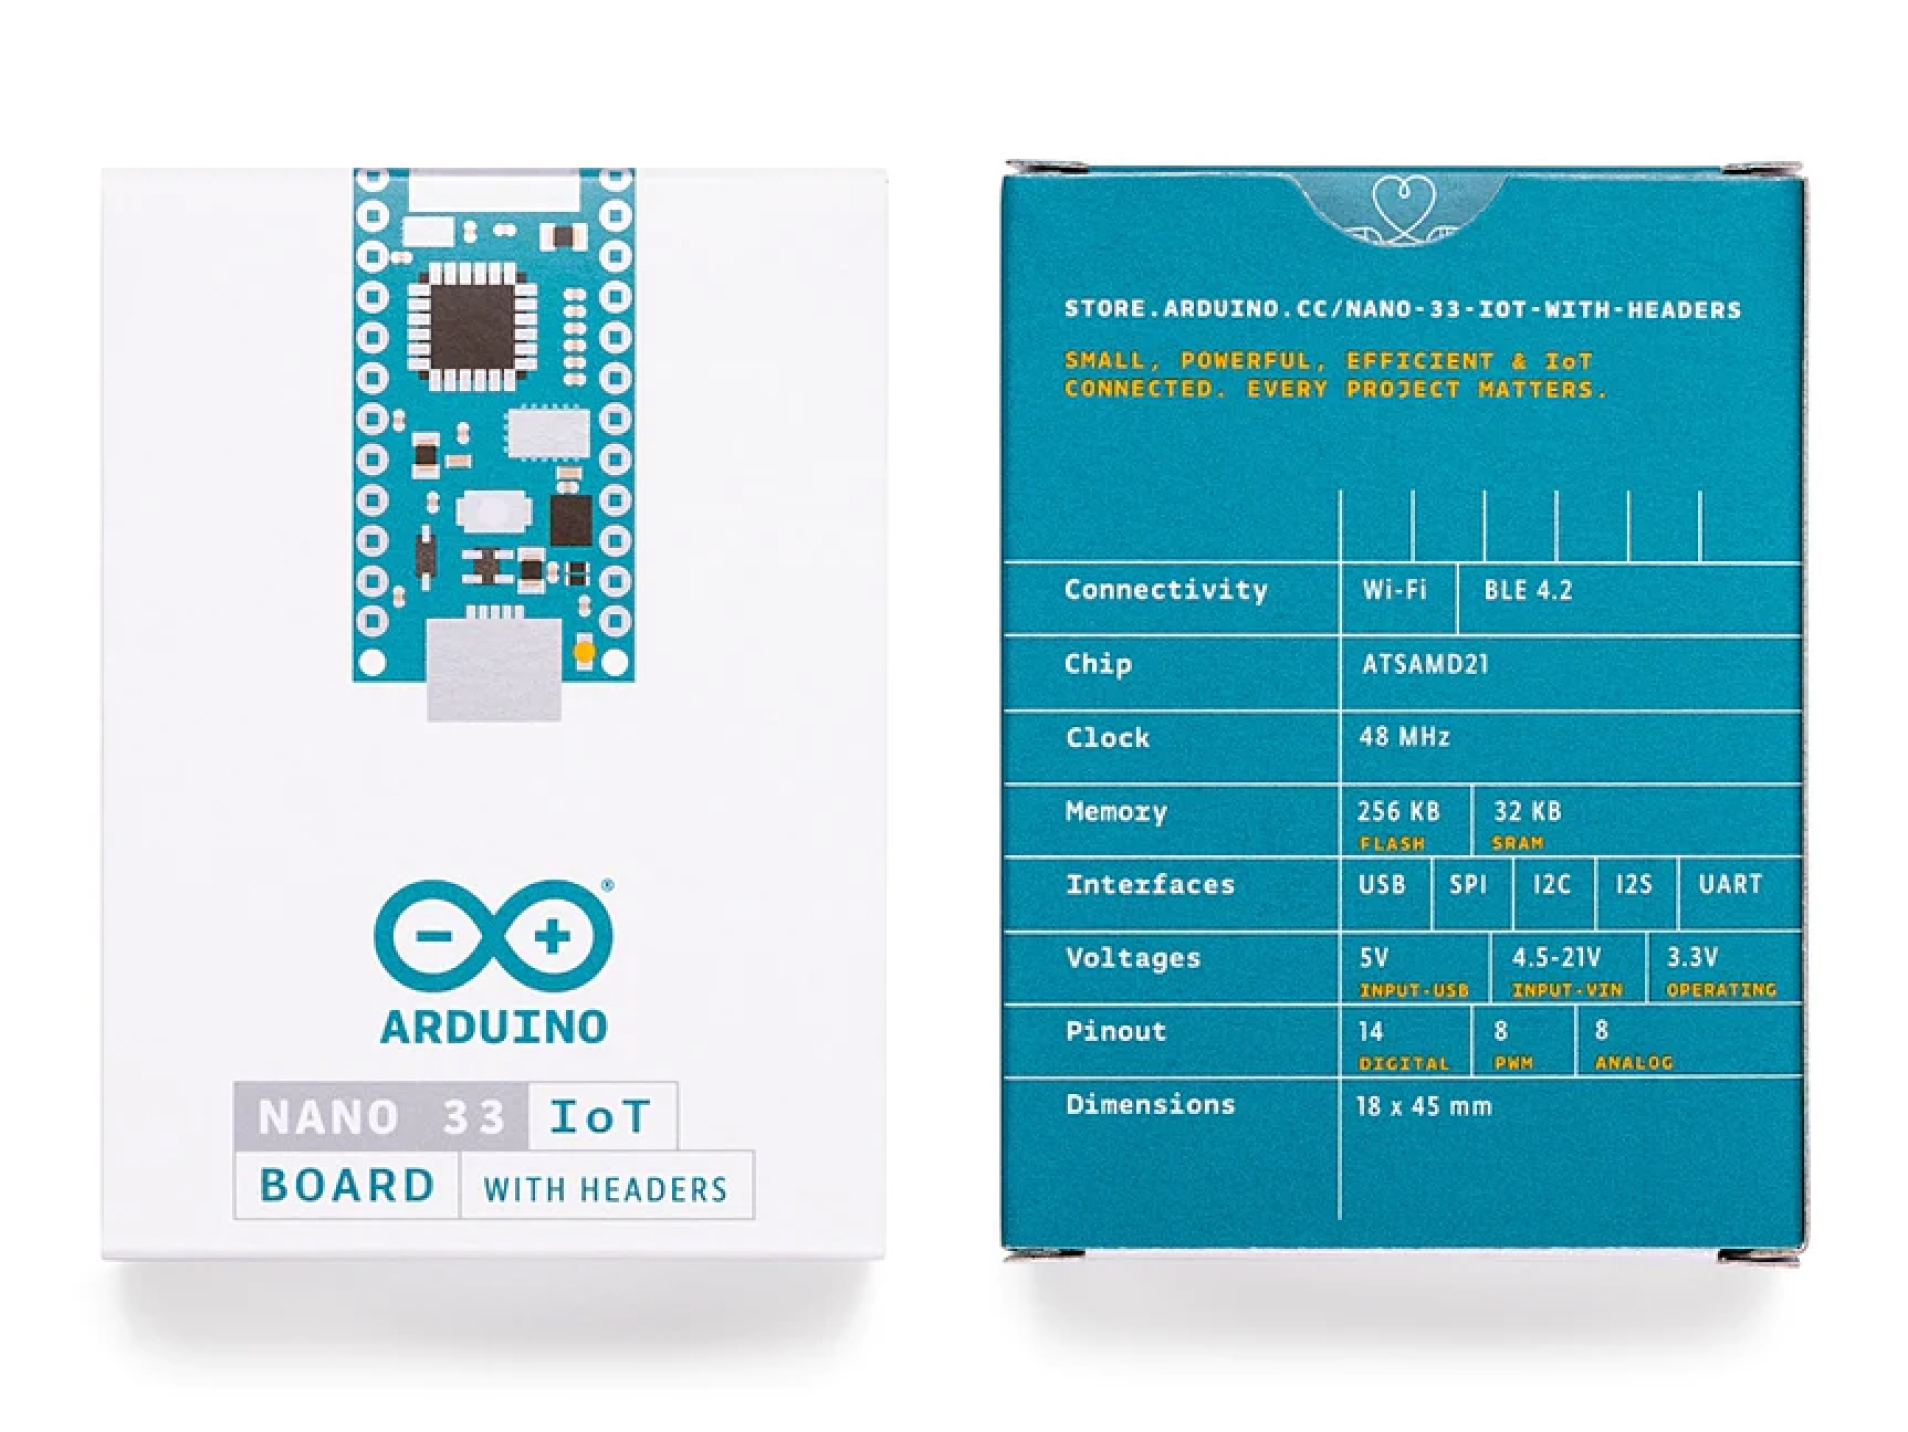 ARDUINO
NANO 33 IoT
BOARD WITH HEADERS
STORE.ARDUINO.CC/NANO-33-IOT-WITH-HEADERS
SMALL, POWERFUL, EFFICIENT & IoT
CONNECTED. EVERY PROJECT MATTERS.
Connectivity Wi-Fi BLE 4.2
Chip ATSAMD21
Clock 48 MHz
Memory 256 KB 32 KB
FLASH SRAM
Interfaces USB SPI I2C I2S UART
Voltages 5V 4.5-21V 3.3V
INPUT-USB INPUT-VIN OPERATING
Pinout 14 8 8
DIGITAL PWM ANALOG
Dimensions 18 x 45 mm